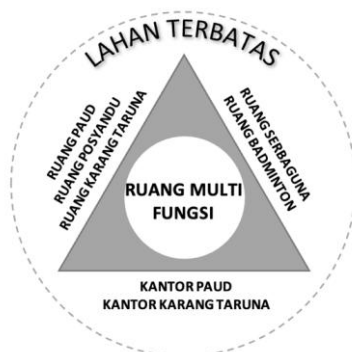 LAHAN TERBATAS
RUANG PAUD
RUANG POSYANDU
RUANG KARANG TARUNA
RUANG SERBAGUNA
RUANG BADMINTON
RUANG MULTI
FUNGSI
KANTOR PAUD
KANTOR KARANG TARUNA